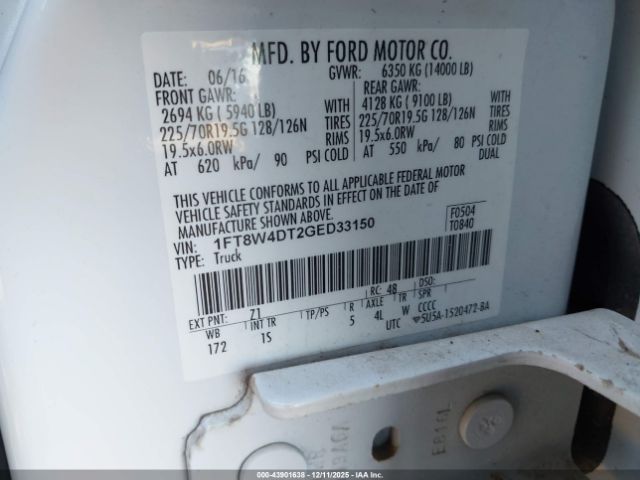 MFD. BY FORD MOTOR CO.
DATE: 06/16 GVWR: 6350 KG (14000 LB)
FRONT GAWR: REAR GAWR:
2694 KG ( 5940 LB) WITH 4128 KG ( 9100 LB) WITH
225/70R19.5G 128/126N TIRES 225/70R19.5G 128/126N TIRES
19.5x6.0RW RIMS 19.5x6.0RW RIMS
AT 620 kPa/ 90 PSI COLD AT 550 kPa/ 80 PSI COLD
DUAL
THIS VEHICLE CONFORMS TO ALL APPLICABLE FEDERAL MOTOR
VEHICLE SAFETY STANDARDS IN EFFECT ON THE DATE OF
MANUFACTURE SHOWN ABOVE.
VIN: 1FT8W4DT2GED33150 F0504
TYPE: Truck T0840
EXT PNT: Z1 RC: 48 DSO:
WB INT TR TP/PS R AXLE TR SPR
172 1S 5 4L W CCCC
UTC 5U5A-1520472-BA
E810L
000-43901638 - 12/11/2025 - IAAI.COM